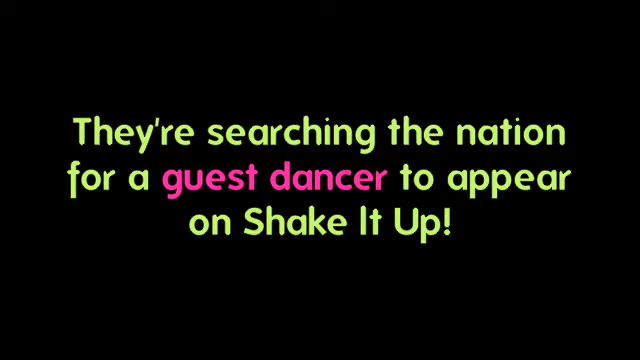 They're searching the nation
for a guest dancer to appear
on Shake It Up!